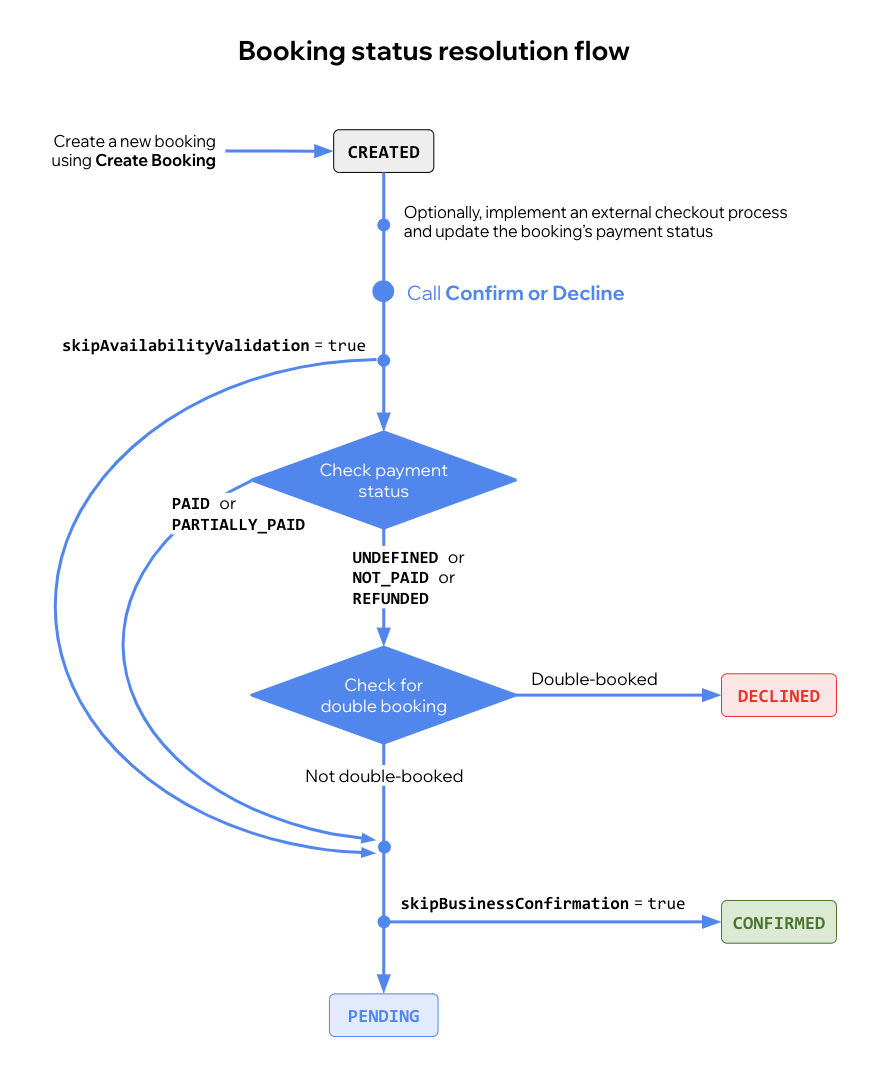 Booking status resolution flow
Create a new booking
using Create Booking
CREATED
Optionally, implement an external checkout process
and update the booking’s payment status
Call Confirm or Decline
skipAvailabilityValidation = true
Check payment
status
PAID or
PARTIALLY_PAID
UNDEFINED or
NOT_PAID or
REFUNDED
Check for
double booking
Double-booked
DECLINED
Not double-booked
skipBusinessConfirmation = true
CONFIRMED
PENDING